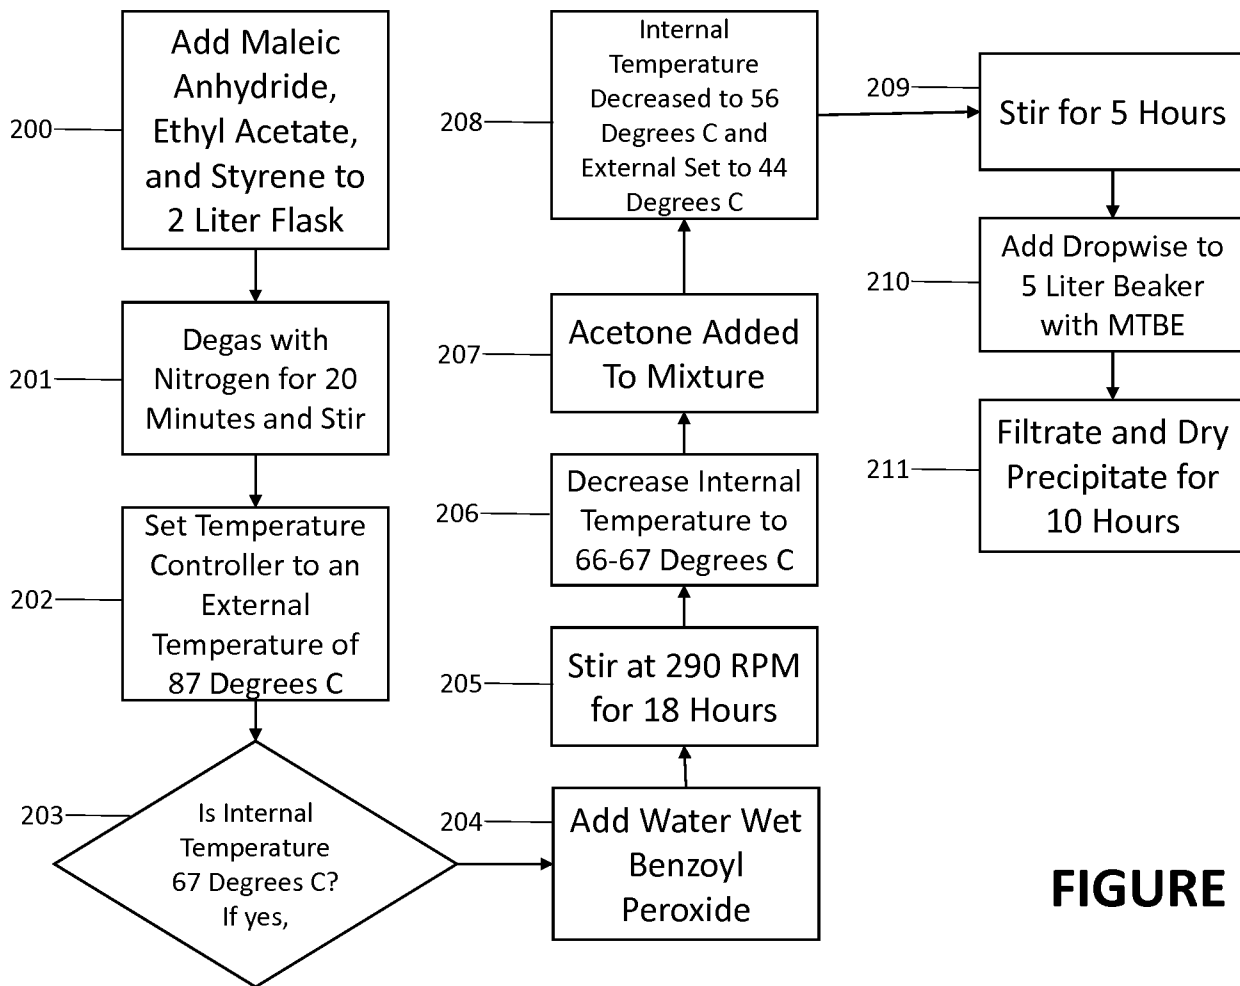 200
Add Maleic
Anhydride,
Ethyl Acetate,
and Styrene to
2 Liter Flask
201
Degas with
Nitrogen for 20
Minutes and Stir
202
Set Temperature
Controller to an
External
Temperature of
87 Degrees C
203
Is Internal
Temperature
67 Degrees C?
If yes,
204
Add Water Wet
Benzoyl
Peroxide
205
Stir at 290 RPM
for 18 Hours
206
Decrease Internal
Temperature to
66-67 Degrees C
207
Acetone Added
To Mixture
208
Internal
Temperature
Decreased to 56
Degrees C and
External Set to 44
Degrees C
209
Stir for 5 Hours
210
Add Dropwise to
5 Liter Beaker
with MTBE
211
Filtrate and Dry
Precipitate for
10 Hours
FIGURE